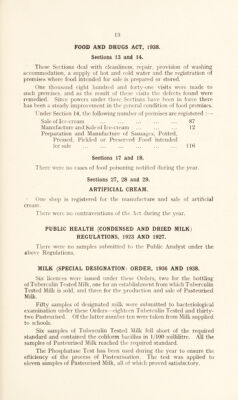 13
FOOD AND DRUGS ACT, 1938.
Sections 13 and 14.
These Sections deal with cleanliness, repair, provision of washing
accommodation, a supply of hot and cold water and the registration of
premises where food intended for sale is prepared or stored.
One thousand eight hundred and forty-one visits were made to
such premises, and as the result of these visits the defects found were
remedied. Since powers under these Sections have been in force there
has been a steady improvement in the general condition of food premises.
Under Section 14, the following number of premises are registered :—
Sale of Ice-cream ... ... ... ... ... 87
Manufacture and Sale of Ice-cream ... ... ... 12
Preparation and Manufacture of Sausages, Potted,
Pressed, Pickled or Preserved Food intended
for sale ... ... ... ... ... ... 116
Sections 17 and 18.
There were no cases of food poisoning notified during the year.
Sections 27, 28 and 29.
ARTIFICIAL CREAM.
One shop is registered for the manufacture and sale of artificial
cream.
There were no contraventions of the Act during the year.
PUBLIC HEALTH (CONDENSED AND DRIED MILK)
REGULATIONS, 1923 AND 1927.
There were no samples submitted to the Public Analyst under the
above Regulations.
MILK (SPECIAL DESIGNATION) ORDER, 1936 AND 1938.
Six licences were issued under these Orders, two for the bottling
of Tuberculin Tested Milk, one for an establishment from which Tuberculin
Tested Milk is sold, and three for the production and sale of Pasteurised
Milk.
Fifty samples of designated milk were submitted to bacteriological
examination under these Orders—eighteen Tuberculin Tested and thirty-
two Pasteurised. Of the latter number ten were taken from Milk supplied
to schools.
Six samples of Tuberculin Tested Milk fell short of the required
standard and contained the coliform bacillus in 1/100 millilitre. All the
samples of Pasteurised Milk reached the required standard.
The Phosphatase Test has been used during the year to ensure the
efficiency of the process of Pasteurisation. The test was applied to
eleven samples of Pasteurised Milk, all of which proved satisfactory.